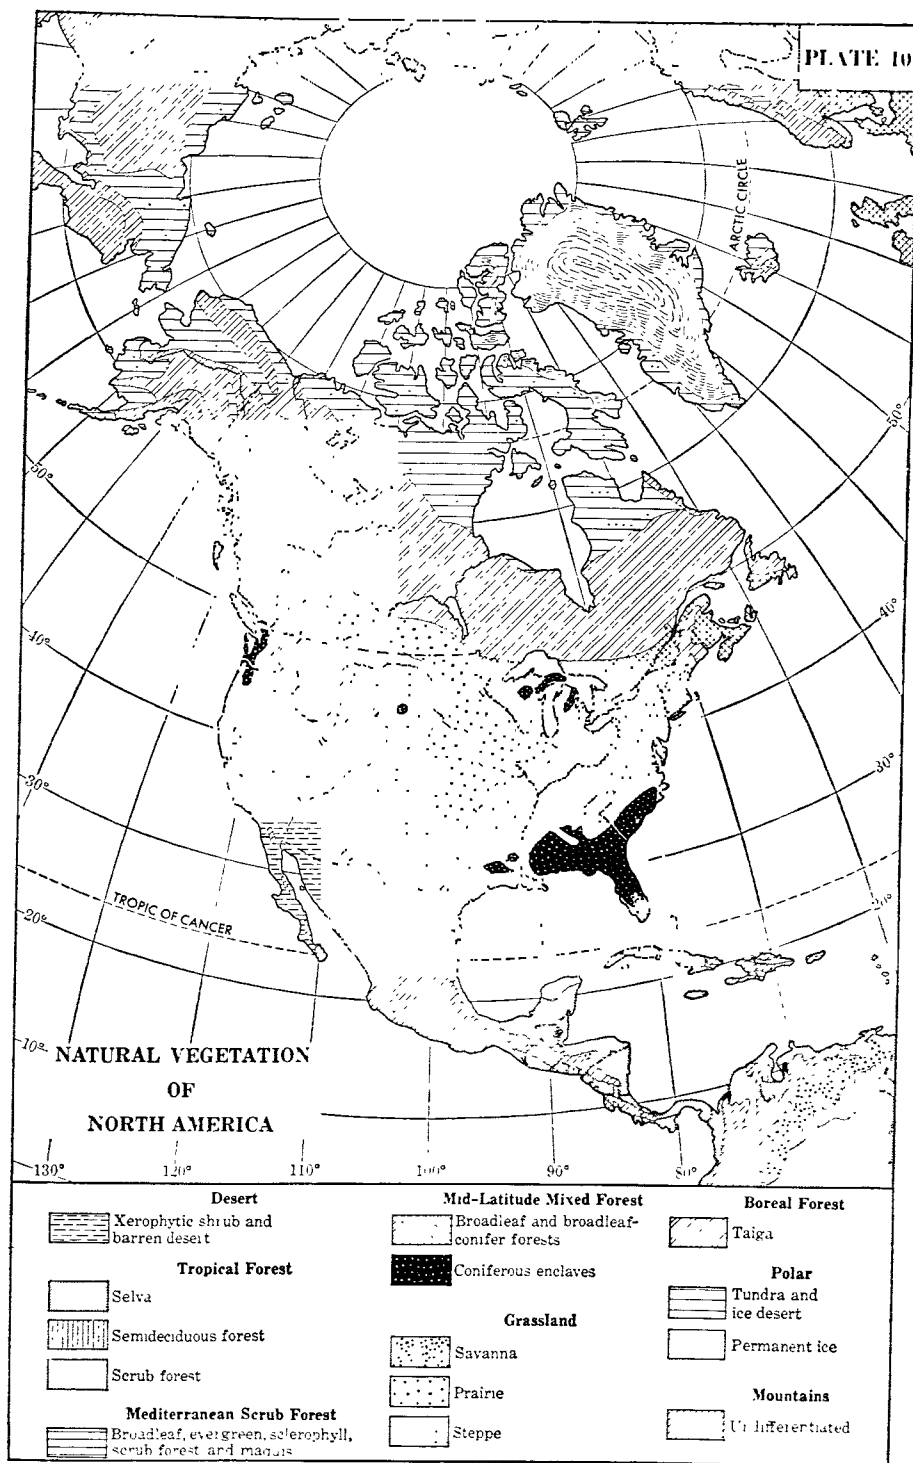 PLATE 10
ARCTIC CIRCLE
50°
50°
40°
40°
30°
30°
TROPIC OF CANCER
20°
20°
10°
NATURAL VEGETATION
OF
NORTH AMERICA
130°
120°
110°
100°
90°
80°
Desert
Xerophytic shrub and
barren desert
Tropical Forest
Selva
Semideciduous forest
Scrub forest
Mediterranean Scrub Forest
Broadleaf, evergreen, sclerophyll,
scrub forest and maquis
Mid-Latitude Mixed Forest
Broadleaf and broadleaf-
conifer forests
Coniferous enclaves
Grassland
Savanna
Prairie
Steppe
Boreal Forest
Taiga
Polar
Tundra and
ice desert
Permanent ice
Mountains
Undifferentiated